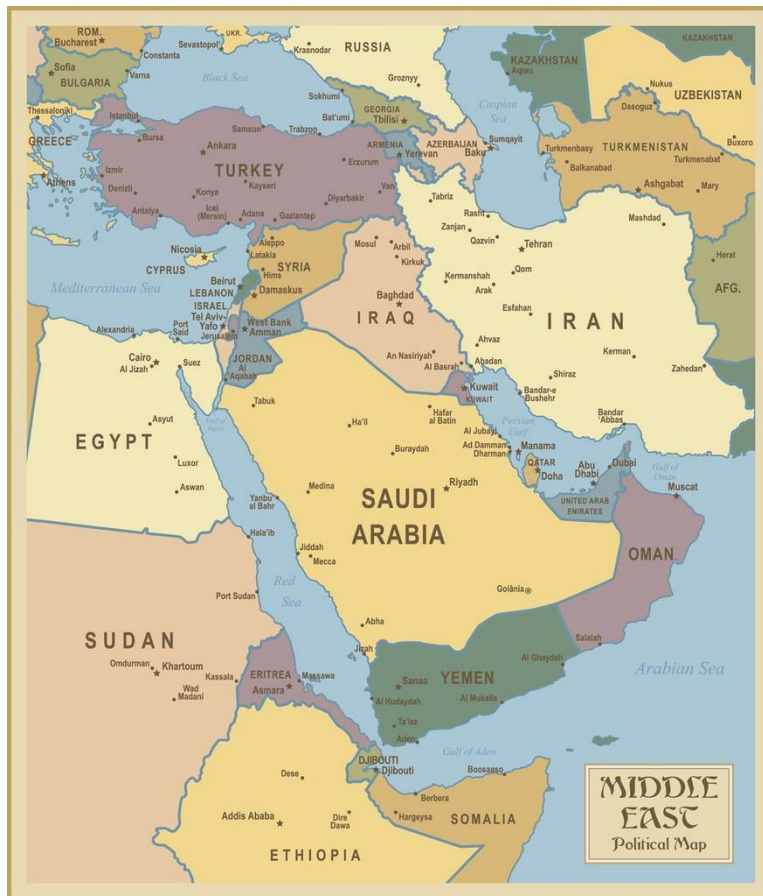 ROM.
Bucharest
UKR.
Sevastopol'
Krasnodar
RUSSIA
KAZAKHSTAN
KAZAKHSTAN
Aqtau
Constanta
Sofia
BULGARIA
Varna
Black Sea
Groznyy
Sokhumi
GEORGIA
Tbilisi
Caspian
Sea
Nukus
UZBEKISTAN
Dasoguz
Thessaloniki
Istanbul
Samsun
Trabzon
Bat'umi
ARMENIA
Yerevan
AZERBAIJAN
Baku
Sumqayit
Turkmenbasy
TURKMENISTAN
Buxoro
Turkmenabat
GREECE
Bursa
Ankara
Erzurum
Balkanabad
Ashgabat
Mary
Athens
Izmir
TURKEY
Kayseri
Van
Denizli
Konya
Diyarbakir
Tabriz
Rasht
Mashdad
Antalya
Icel
(Mersin)
Adana
Gaziantep
Zanjan
Qazvin
Tehran
Aleppo
Mosul
Arbil
Kirkuk
Herat
Nicosia
CYPRUS
Latakia
SYRIA
Hims
Kermanshah
Qom
Arak
AFG.
Mediterranean Sea
Beirut
LEBANON
Damaskus
Baghdad
IRAQ
Esfahan
IRAN
ISRAEL
Tel Aviv-
Yafo
Jerusalem
West Bank
Amman
Alexandria
Port
Said
An Nasiriyah
Ahvaz
Abadan
Kerman
Cairo
Al Jizah
Suez
JORDAN
Al
Aqabah
Al Basrah
Zahedan
Kuwait
KUWAIT
Shiraz
Bandar-e
Bushehr
Tabuk
Hafar
al Batin
Bandar
'Abbas
Gulf of
Aqaba
Asyut
Ha'il
Al Jubayl
Persian
Gulf
EGYPT
Buraydah
Ad Damman
Dharman
Manama
Luxor
QATAR
Doha
Abu
Dhabi
Dubai
Gulf of
Oman
Aswan
Medina
Yanbu
al Bahr
SAUDI
ARABIA
Riyadh
UNITED ARAB
ENIRATES
Muscat
Hala'ib
Jiddah
Mecca
OMAN
Red
Sea
Port Sudan
Goiânia
SUDAN
Abha
Jizah
Salalah
Omdurman
Khartoum
Kassala
ERITREA
Asmara
Massawa
YEMEN
Sanaa
Al Ghaydah
Arabian Sea
Wad
Madani
Al Hudaydah
Al Mukalla
Ta'izz
Aden
Gulf of Aden
DJIBOUTI
Djibouti
Dese
Boosaaso
Berbera
Addis Ababa
Dire
Dawa
Hargeysa
SOMALIA
ETHIOPIA
MIDDLE
EAST
Political Map